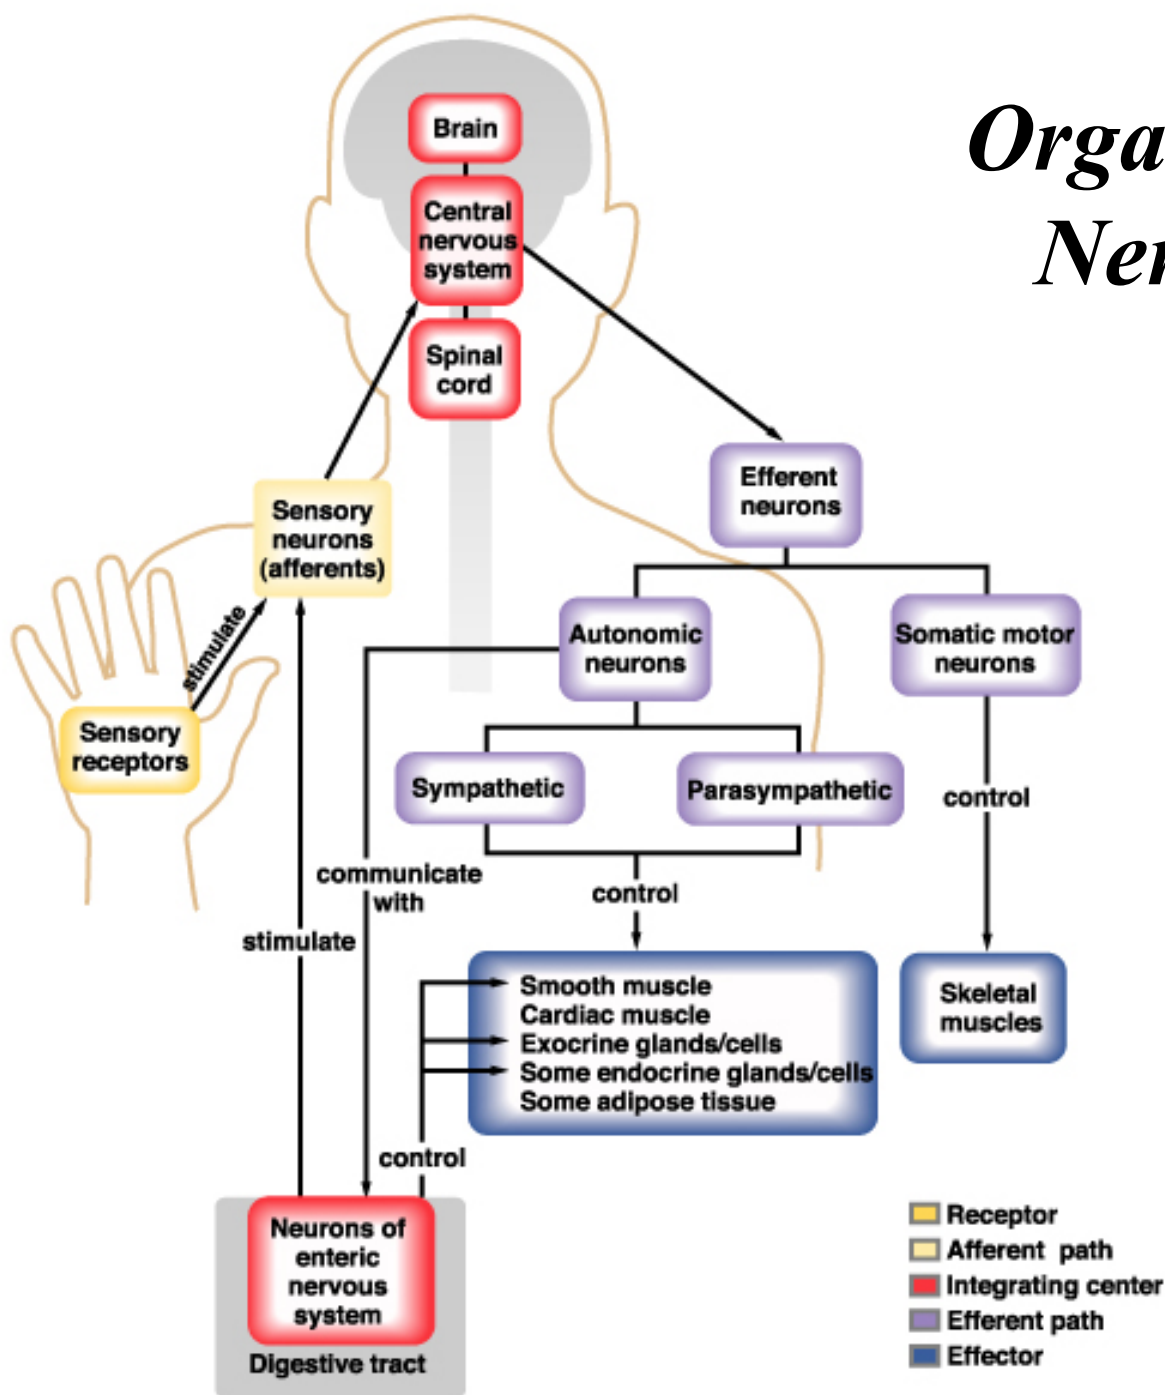 Orga
Ner
Brain
Central
nervous
system
Spinal
cord
Efferent
neurons
Sensory
neurons
(afferents)
stimulate
Sensory
receptors
Autonomic
neurons
Somatic motor
neurons
Sympathetic
Parasympathetic
control
communicate
with
control
stimulate
Smooth muscle
Cardiac muscle
Exocrine glands/cells
Some endocrine glands/cells
Some adipose tissue
Skeletal
muscles
control
Neurons of
enteric
nervous
system
Digestive tract
Receptor
Afferent path
Integrating center
Efferent path
Effector